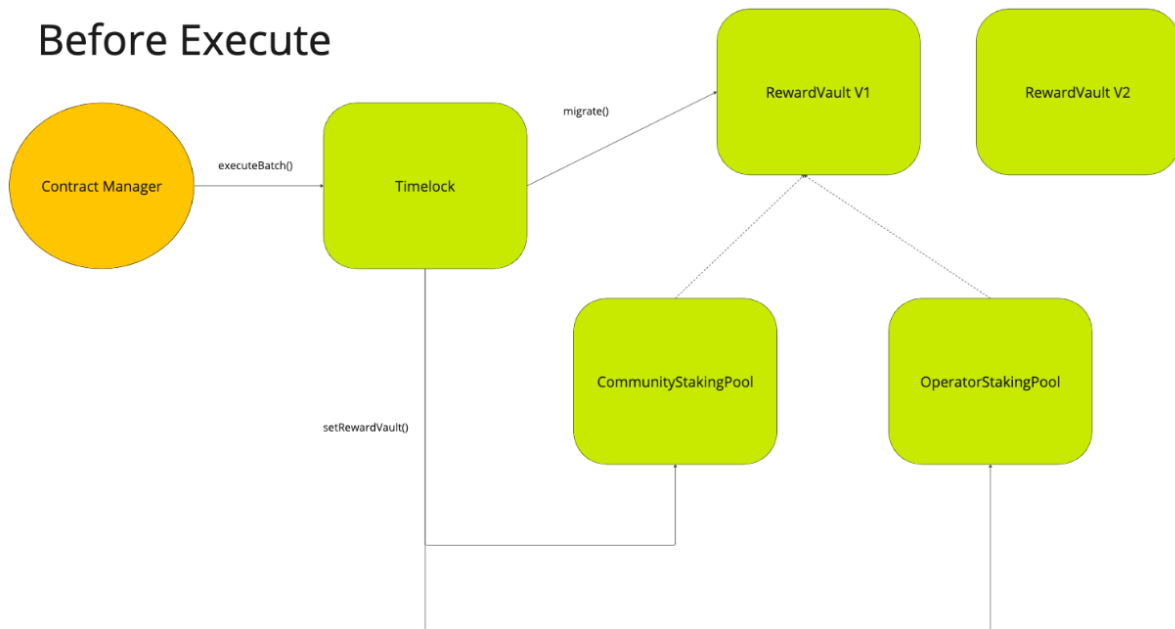 Before Execute
RewardVault V1
RewardVault V2
migrate()
executeBatch()
Contract Manager
Timelock
CommunityStakingPool
OperatorStakingPool
setRewardVault()